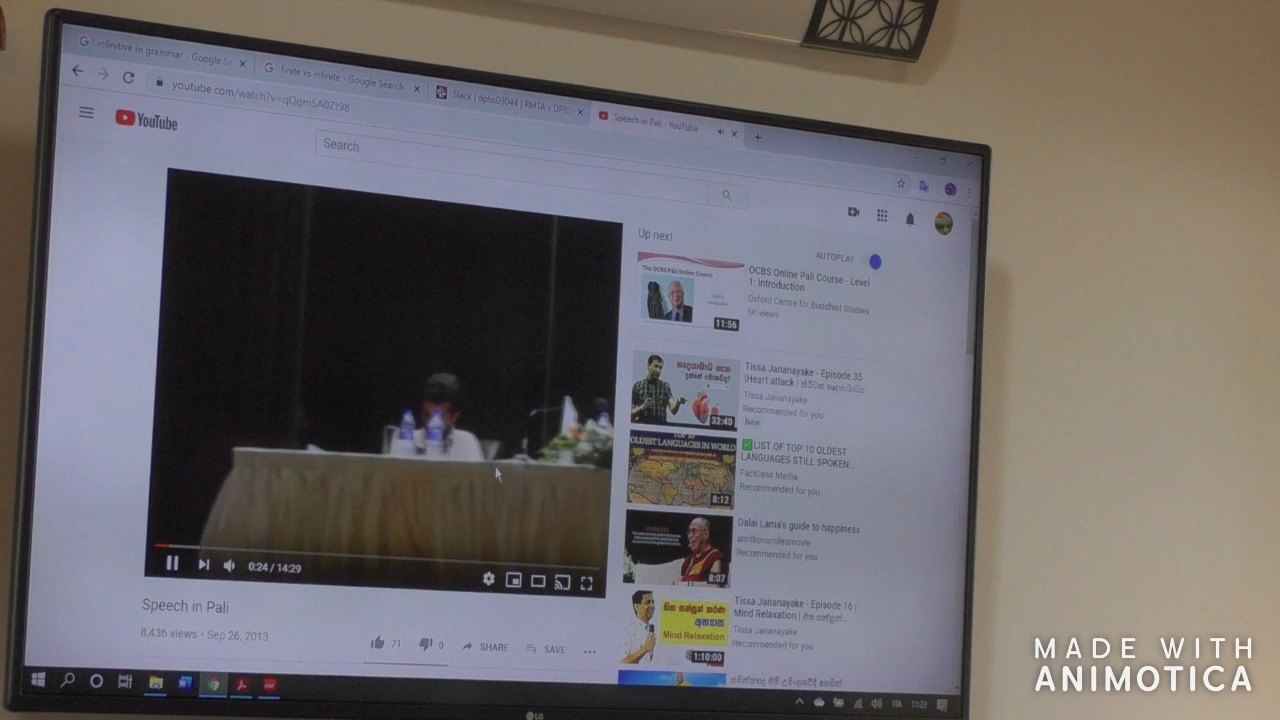 infinitive in grammar - Google Se
finite vs infinite - Google Search
Slack | dpbs03044 | RMTA's DPBS
Speech in Pali - YouTube
youtube.com/watch?v=qQgmSA0Zt98
YouTube
Search
Up next
AUTOPLAY
The OCBS Pali Online Course
11:56
OCBS Online Pali Course - Level
1: Introduction
Oxford Centre for Buddhist Studies
5K views
32:40
Tissa Jananayake - Episode 35
|Heart attack |
Tissa Jananayake
Recommended for you
New
TOP 10
OLDEST LANGUAGES IN WORLD
8:12
✅LIST OF TOP 10 OLDEST
LANGUAGES STILL SPOKEN...
FactDesk Media
Recommended for you
8:07
Dalai Lama's guide to happiness
amillionsmilesmovie
Recommended for you
Mind Relaxation
1:10:00
Tissa Jananayake - Episode 16 |
Mind Relaxation |
Tissa Jananayake
Recommended for you
0:24 / 14:29
Speech in Pali
8,436 views • Sep 26, 2013
71
0
SHARE
SAVE
ITA
11:22
LG
MADE WITH
ANIMOTICA